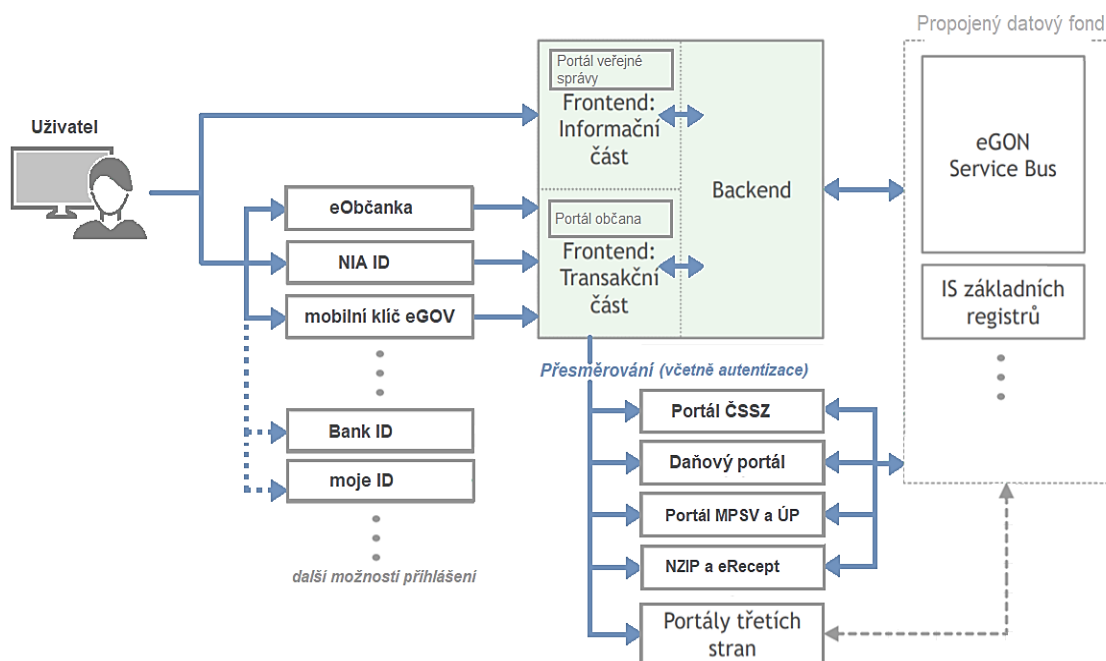 Propojený datový fond
Portál veřejné
správy
Frontend:
Informační
část
Uživatel
eGON
Service Bus
Backend
eObčanka
Portál občana
Frontend:
Transakční
část
NIA ID
IS základních
registrů
mobilní klíč eGOV
Přesměrování (včetně autentizace)
Portál ČSSZ
Bank ID
Daňový portál
moje ID
Portál MPSV a ÚP
NZIP a eRecept
další možnosti přihlášení
Portály třetích
stran